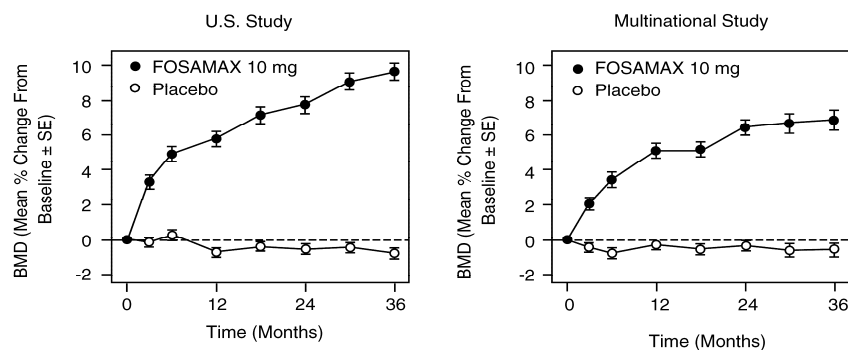 U.S. Study
BMD (Mean % Change From
Baseline ± SE)
10
8
6
4
2
0
-2
FOSAMAX 10 mg
Placebo
0
12
24
36
Time (Months)
Multinational Study
BMD (Mean % Change From
Baseline ± SE)
10
8
6
4
2
0
-2
FOSAMAX 10 mg
Placebo
0
12
24
36
Time (Months)